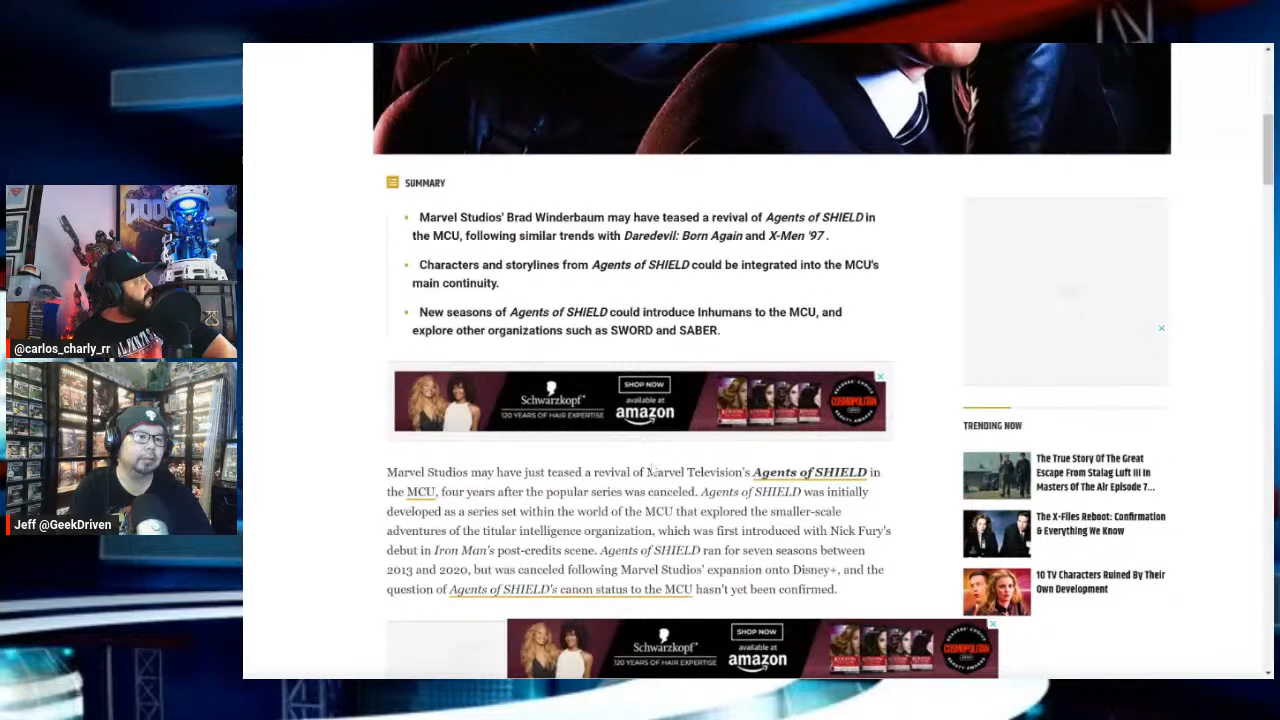 DOO
SUMMARY
Marvel Studios' Brad Winderbaum may have teased a revival of Agents of SHIELD in
the MCU, following similar trends with Daredevil: Born Again and X-Men '97 .
Characters and storylines from Agents of SHIELD could be integrated into the MCU's
main continuity.
New seasons of Agents of SHIELD could introduce Inhumans to the MCU, and
explore other organizations such as SWORD and SABER.
Schwarzkopf
120 YEARS OF HAIR EXPERTISE
SHOP NOW
available at
amazon
COSMOPOLITAN
Marvel Studios may have just teased a revival of Marvel Television's Agents of SHIELD in
the MCU, four years after the popular series was canceled. Agents of SHIELD was initially
developed as a series set within the world of the MCU that explored the smaller-scale
adventures of the titular intelligence organization, which was first introduced with Nick Fury's
debut in Iron Man's post-credits scene. Agents of SHIELD ran for seven seasons between
2013 and 2020, but was canceled following Marvel Studios' expansion onto Disney+, and the
question of Agents of SHIELD's canon status to the MCU hasn't yet been confirmed.
Schwarzkopf
120 YEARS OF HAIR EXPERTISE
SHOP NOW
available at
amazon
COSMOPOLITAN
TRENDING NOW
The True Story Of The Great
Escape From Stalag Luft III In
Masters Of The Air Episode 7...
The X-Files Reboot: Confirmation
& Everything We Know
10 TV Characters Ruined By Their
Own Development
@carlos_charly_rr
Jeff @GeekDriven